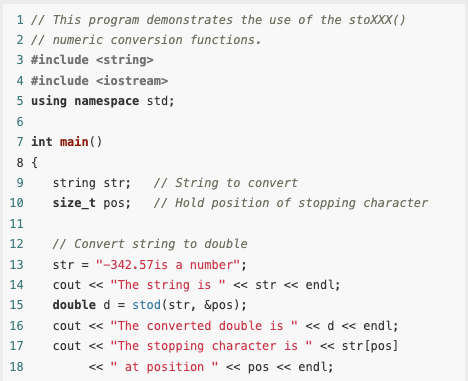 1 // This program demonstrates the use of the stoXXX()
2 // numeric conversion functions.
3 #include <string>
4 #include <iostream>
5 using namespace std;
6
7 int main()
8 {
9    string str;   // String to convert
10    size_t pos;   // Hold position of stopping character
11
12    // Convert string to double
13    str = "-342.57is a number";
14    cout << "The string is " << str << endl;
15    double d = stod(str, &pos);
16    cout << "The converted double is " << d << endl;
17    cout << "The stopping character is " << str[pos]
18         << " at position " << pos << endl;